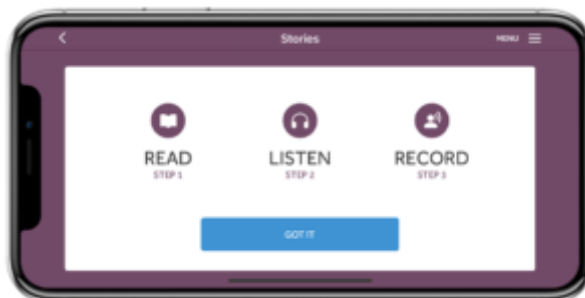 Stories
MENU
READ
STEP 1
LISTEN
STEP 2
RECORD
STEP 3
GOT IT